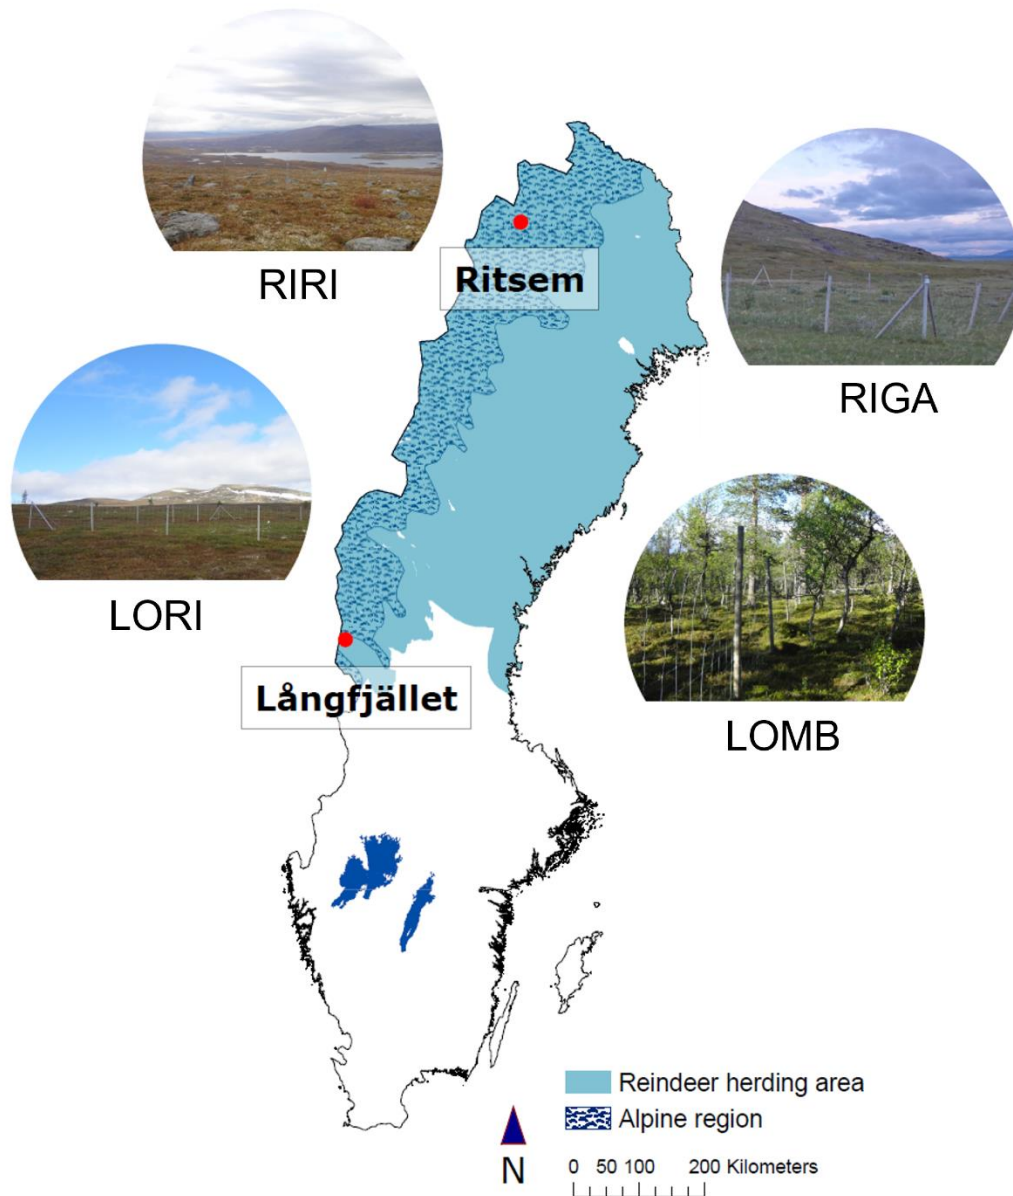 RIRI
Ritsem
RIGA
LORI
Långfjället
LOMB
Reindeer herding area
Alpine region
N
0 50 100 200 Kilometers